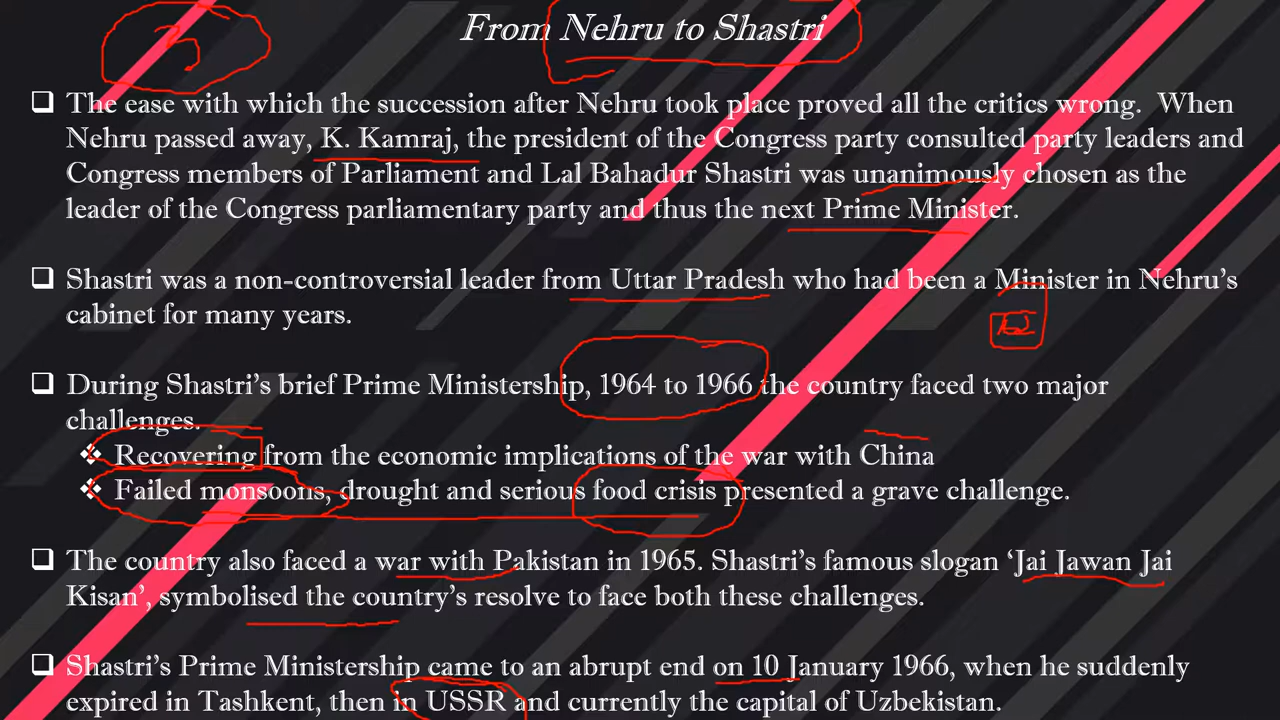 From Nehru to Shastri
The ease with which the succession after Nehru took place proved all the critics wrong. When
Nehru passed away, K. Kamraj, the president of the Congress party consulted party leaders and
Congress members of Parliament and Lal Bahadur Shastri was unanimously chosen as the
leader of the Congress parliamentary party and thus the next Prime Minister.
Shastri was a non-controversial leader from Uttar Pradesh who had been a Minister in Nehru's
cabinet for many years.
During Shastri's brief Prime Ministership, 1964 to 1966 the country faced two major
challenges.
Recovering from the economic implications of the war with China
Failed monsoons, drought and serious food crisis presented a grave challenge.
The country also faced a war with Pakistan in 1965. Shastri's famous slogan 'Jai Jawan Jai
Kisan', symbolised the country's resolve to face both these challenges.
Shastri's Prime Ministership came to an abrupt end on 10 January 1966, when he suddenly
expired in Tashkent, then in USSR and currently the capital of Uzbekistan.